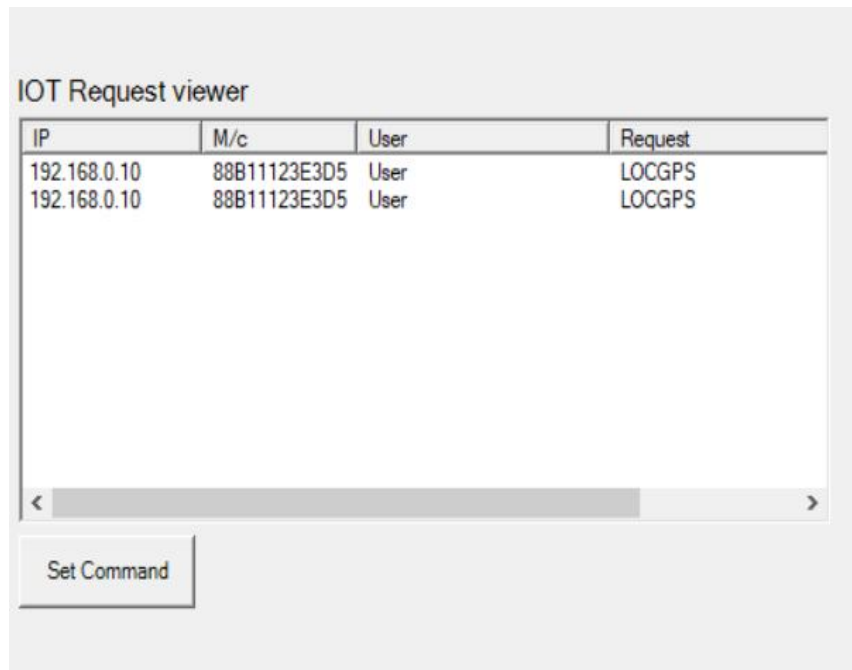 IOT Request viewer
IP M/c User Request
192.168.0.10 88B11123E3D5 User LOCGPS
192.168.0.10 88B11123E3D5 User LOCGPS
Set Command